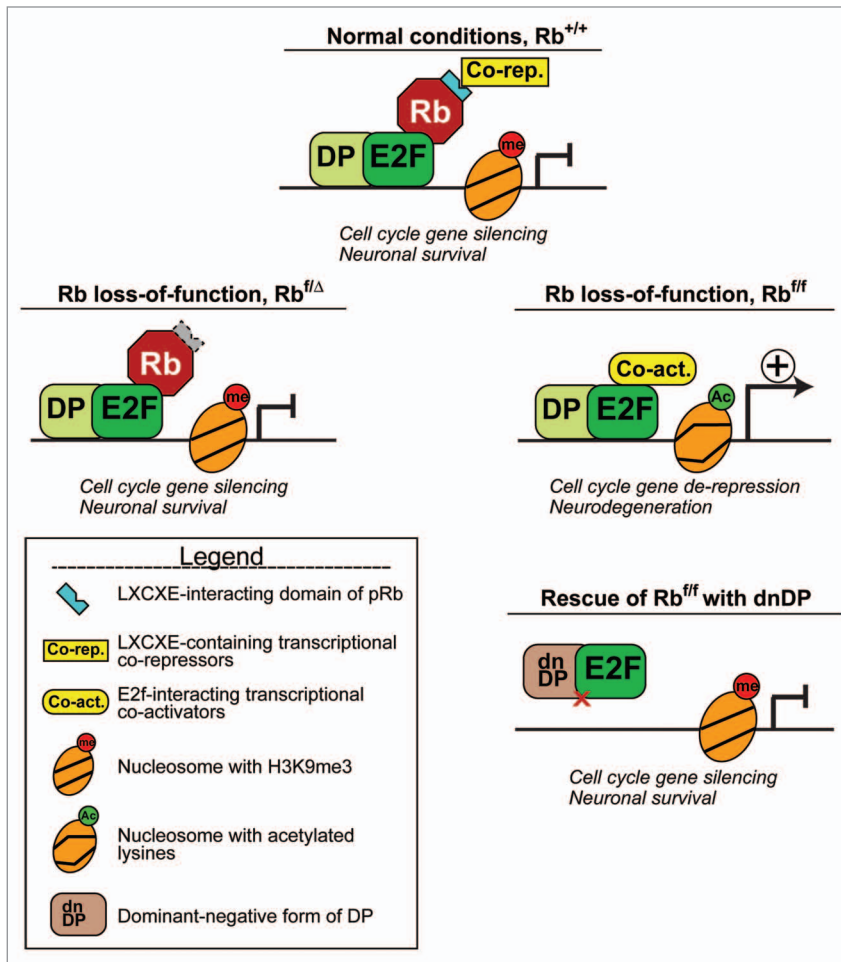 Normal conditions, Rb+/+
Co-rep.
Rb
DP E2F
me
Cell cycle gene silencing
Neuronal survival
Rb loss-of-function, Rbf/Δ
Rb
DP E2F
me
Cell cycle gene silencing
Neuronal survival
Rb loss-of-function, Rbf/f
Co-act.
DP E2F
Ac
+
Cell cycle gene de-repression
Neurodegeneration
Legend
LXCXE-interacting domain of pRb
Co-rep. LXCXE-containing transcriptional
co-repressors
Co-act. E2f-interacting transcriptional
co-activators
me
Nucleosome with H3K9me3
Ac
Nucleosome with acetylated
lysines
dn
DP
Dominant-negative form of DP
Rescue of Rbf/f with dnDP
dn
DP
E2F
me
Cell cycle gene silencing
Neuronal survival